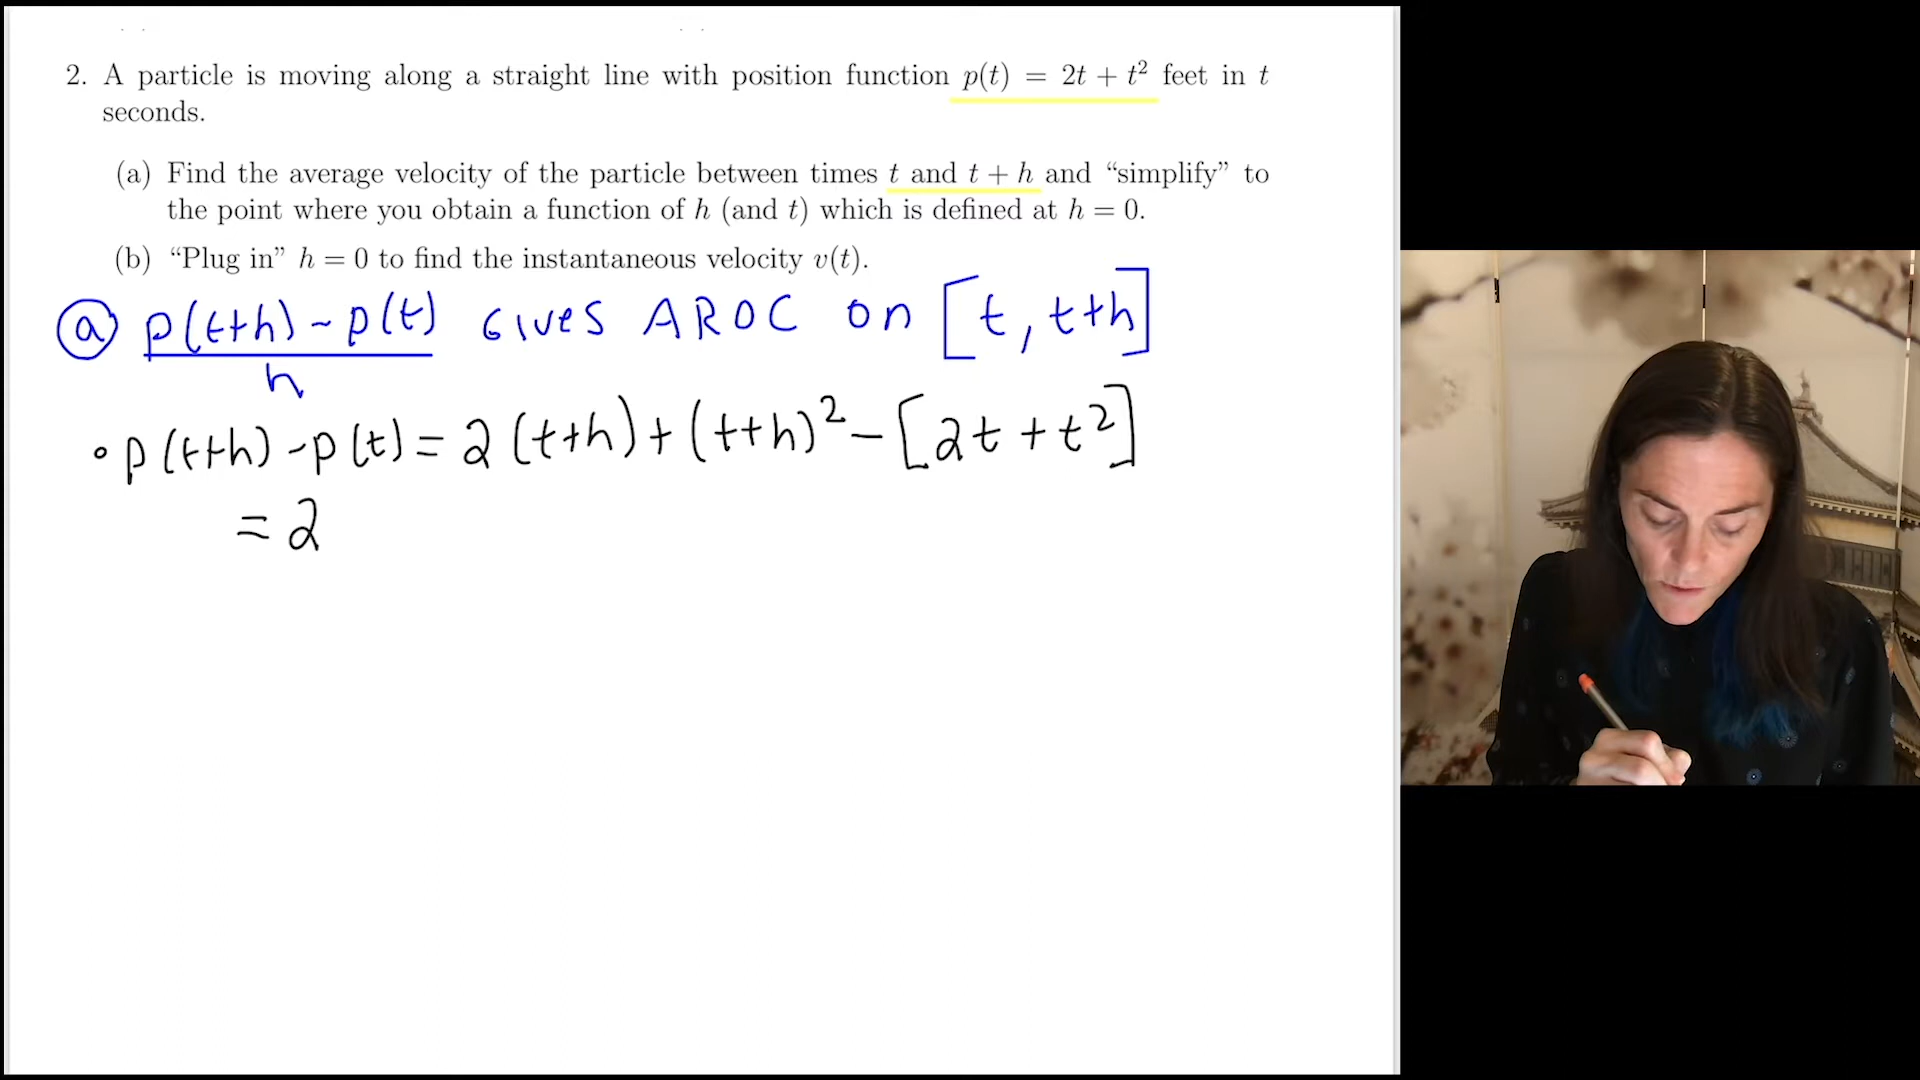 2. A particle is moving along a straight line with position function p(t) = 2t + t² feet in t
seconds.
(a) Find the average velocity of the particle between times t and t + h and “simplify” to
the point where you obtain a function of h (and t) which is defined at h = 0.
(b) “Plug in” h = 0 to find the instantaneous velocity v(t).
(a) p(t+h) - p(t) GIVES AROC on [t, t+h]
h
• p(t+h) - p(t) = 2(t+h) + (t+h)² - [2t + t²]
= 2